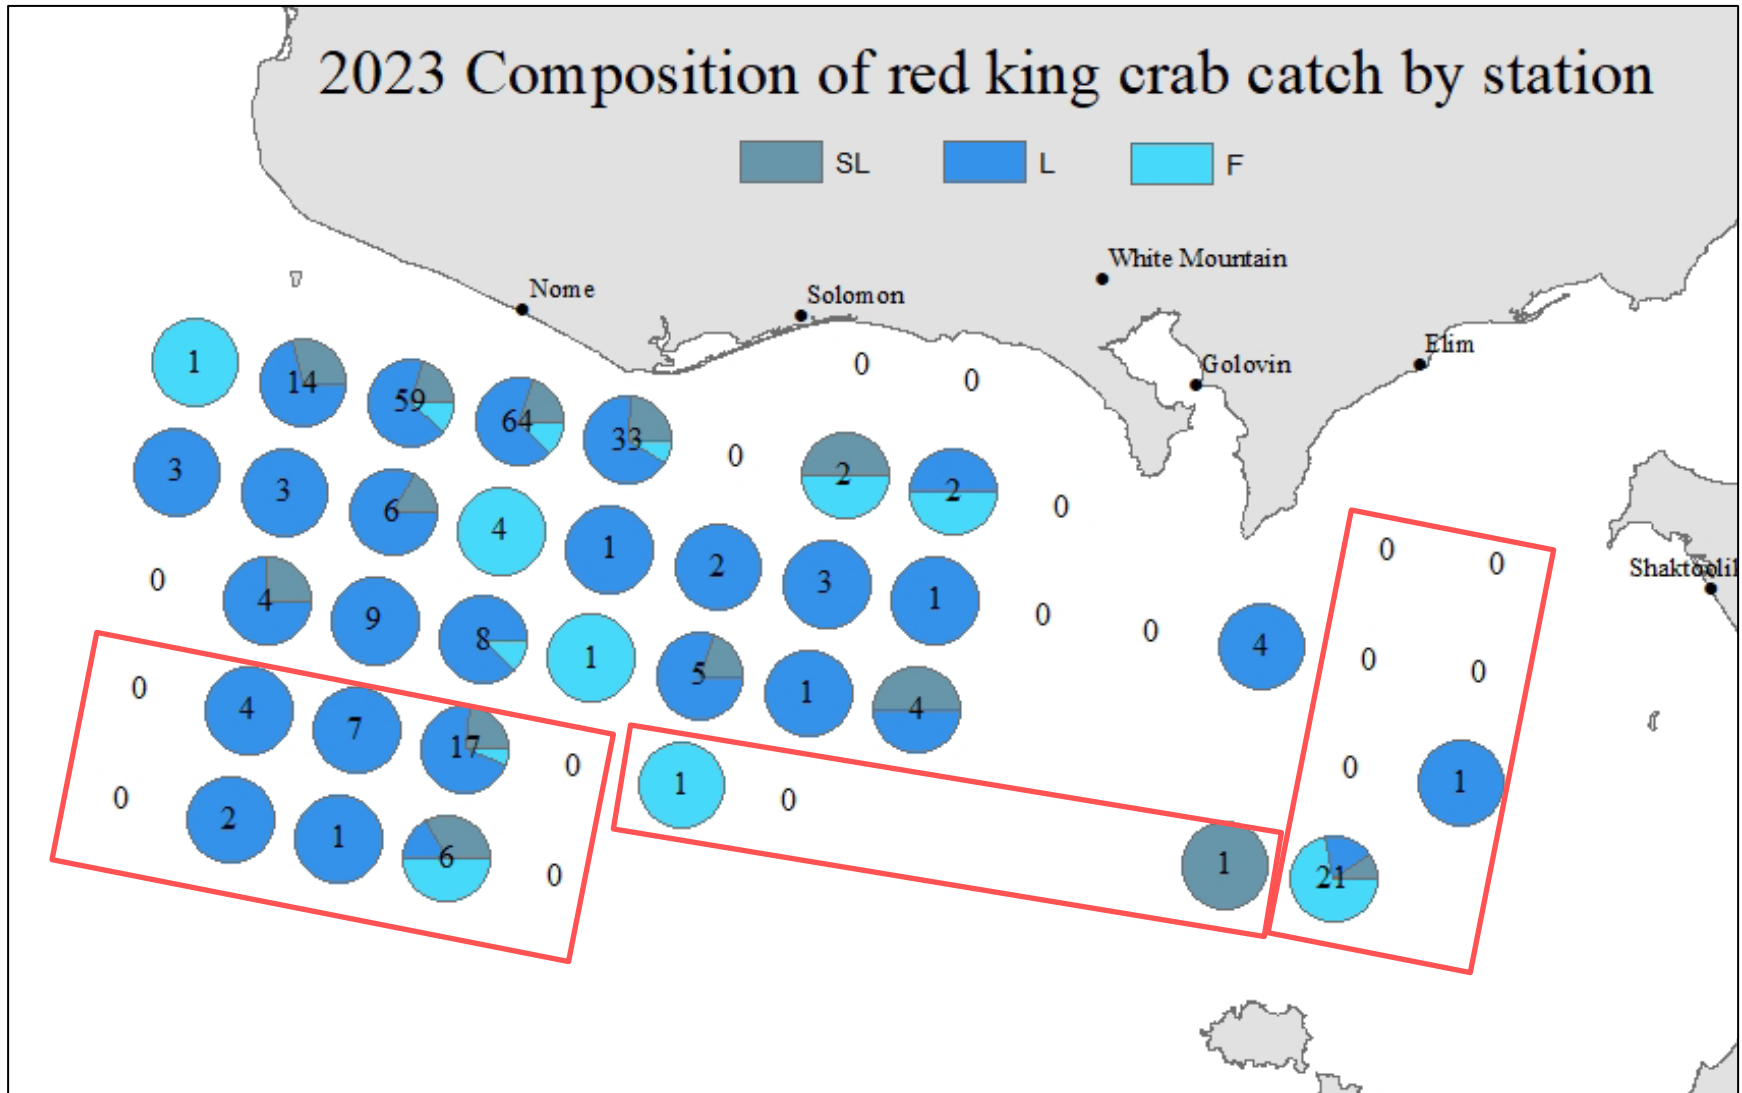 2023 Composition of red king crab catch by station
SL L F
White Mountain
Nome
Solomon
Elim
Golovin
Shaktoolik
0 0
1 14 59 64 33 0 2 2 0
3 3 6 4 1 2 3 1 0 0 4 0 0
0 4 9 8 1 5 1 4 0 0
0 4 7 17 0 1 0 1 0 1
0 2 1 6 0 21